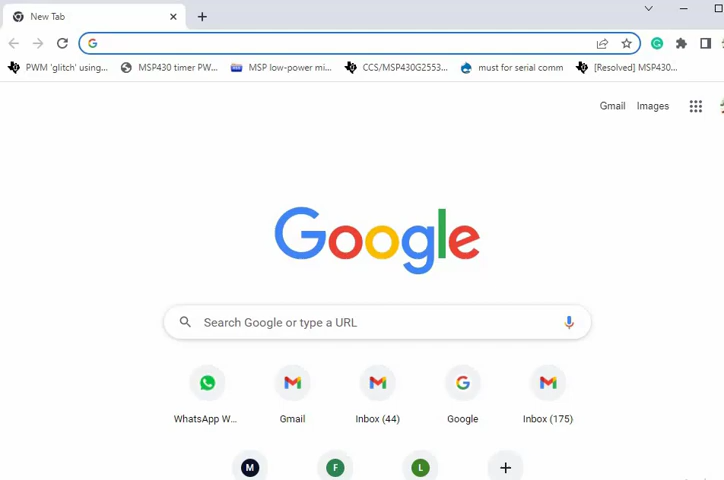 New Tab
PWM 'glitch' using... MSP430 timer PW... MSP low-power mi... CCS/MSP430G2553... must for serial comm [Resolved] MSP430...
Gmail Images
Google
Search Google or type a URL
WhatsApp W... Gmail Inbox (44) Google Inbox (175)
M F L